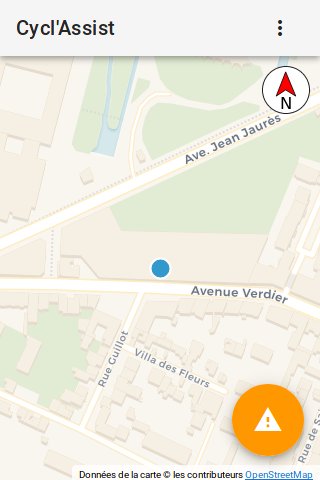 Cycl'Assist
N
Ave. Jean Jaurès
Avenue Verdier
Rue Guillot
Villa des Fleurs
Rue de Sa
Données de la carte © les contributeurs OpenStreetMap